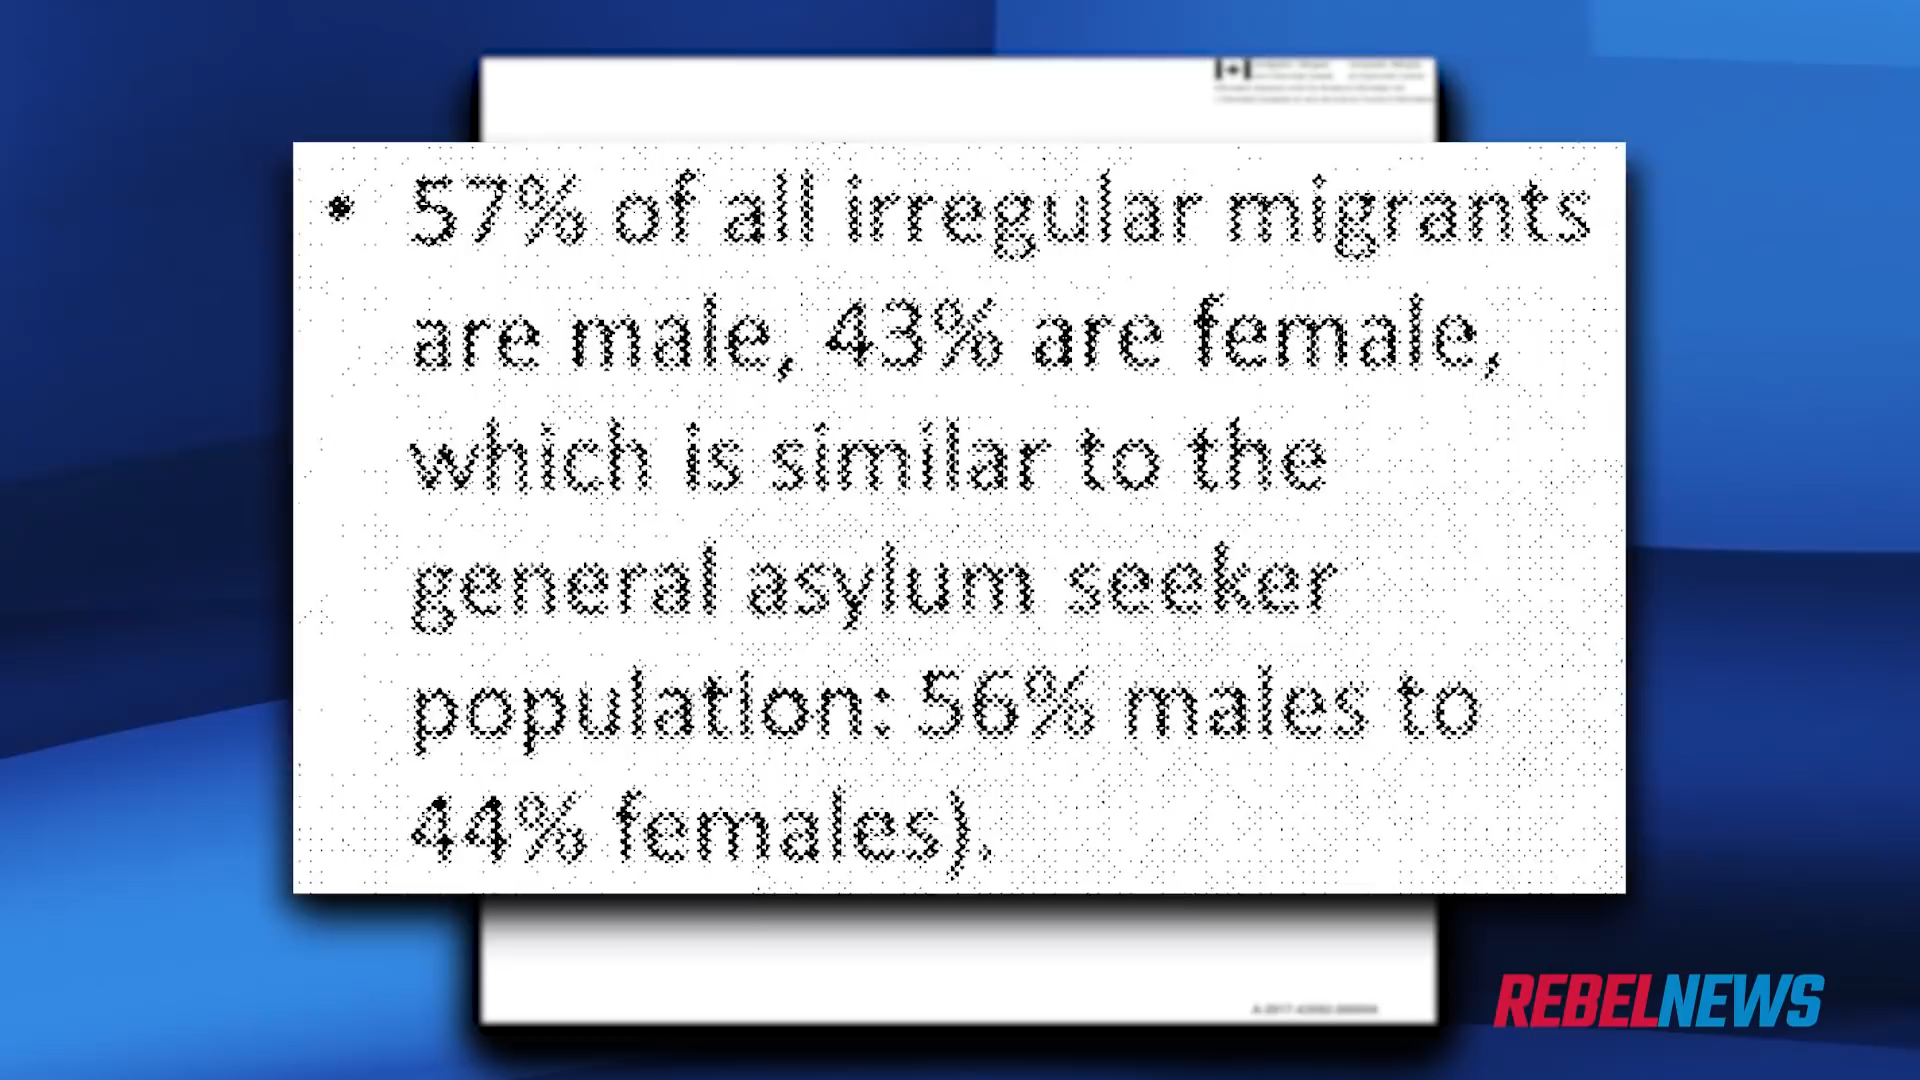 • 57% of all irregular migrants
are male, 43% are female,
which is similar to the
general asylum seeker
population: 56% males to
44% females).
REBELNEWS